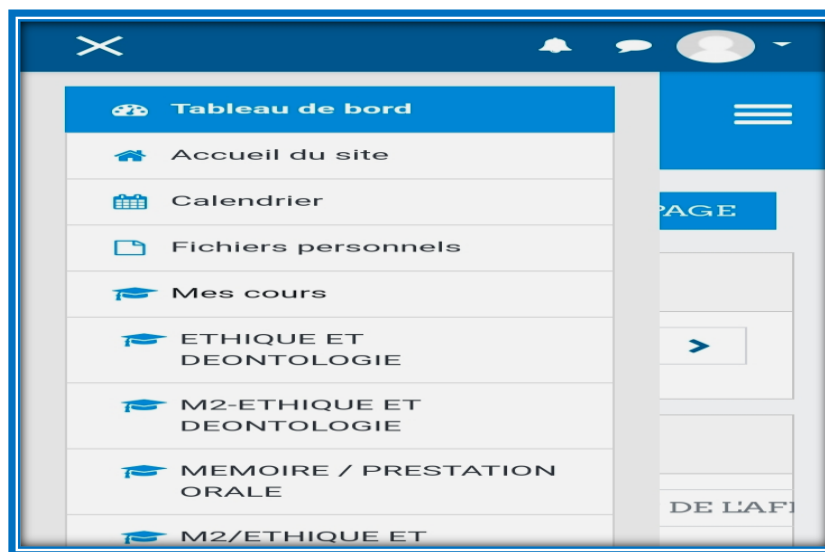 Tableau de bord
Accueil du site
Calendrier
Fichiers personnels
Mes cours
ETHIQUE ET
DEONTOLOGIE
M2-ETHIQUE ET
DEONTOLOGIE
MEMOIRE / PRESTATION
ORALE
M2/ETHIQUE ET
DE L'AF